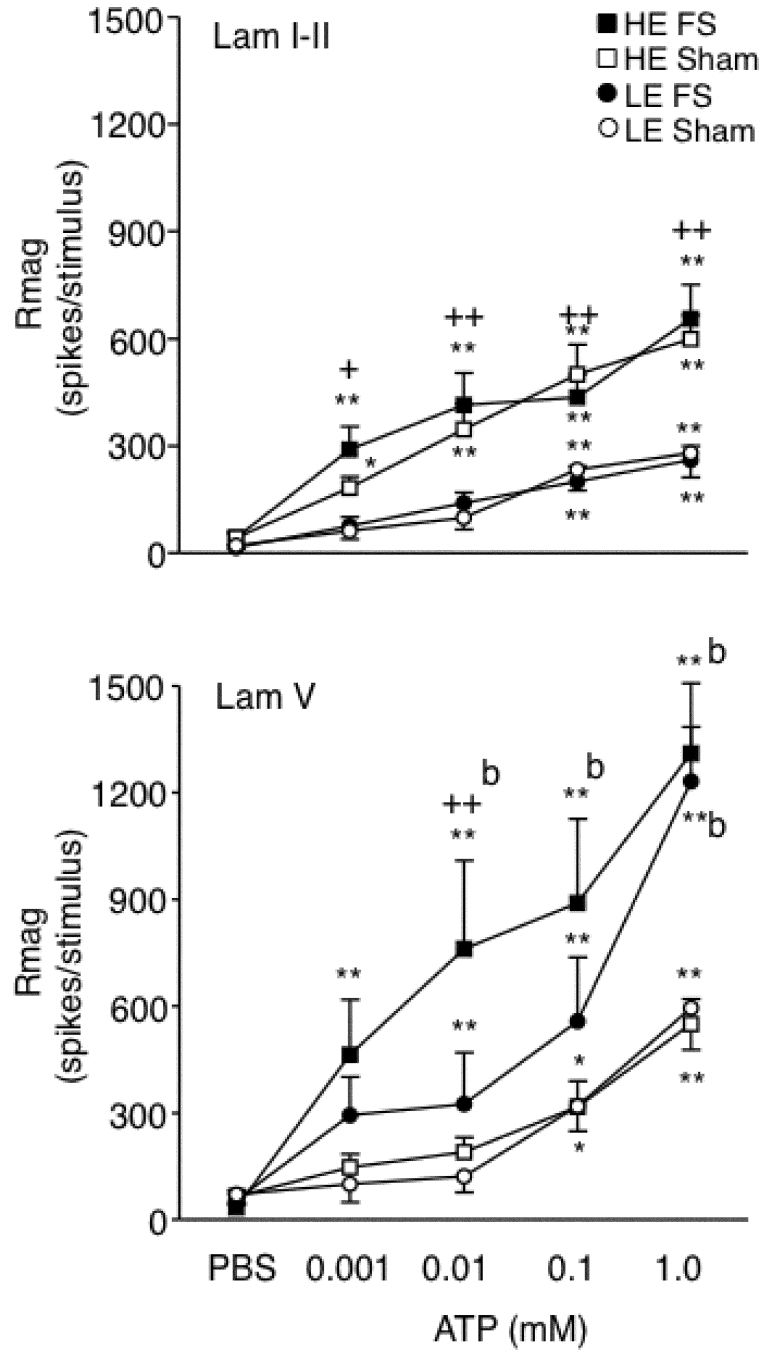 Lam I-II
HE FS
HE Sham
LE FS
LE Sham
1500
1200
900
600
300
0
Rmag
(spikes/stimulus)
++
**
++
**
++
**
+
**
*
**
**
**
**
**
**
**
Lam V
1500
1200
900
600
300
0
Rmag
(spikes/stimulus)
**b
b
++
**
b
**
**b
**
**
**
**
*
*
**
PBS
0.001
0.01
0.1
1.0
ATP (mM)